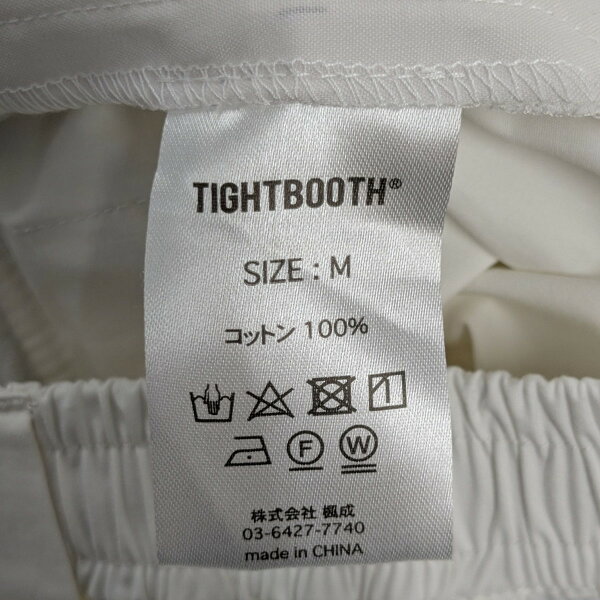 TIGHTBOOTH®
SIZE : M
コットン 100%
F W
株式会社 楓成
03-6427-7740
made in CHINA